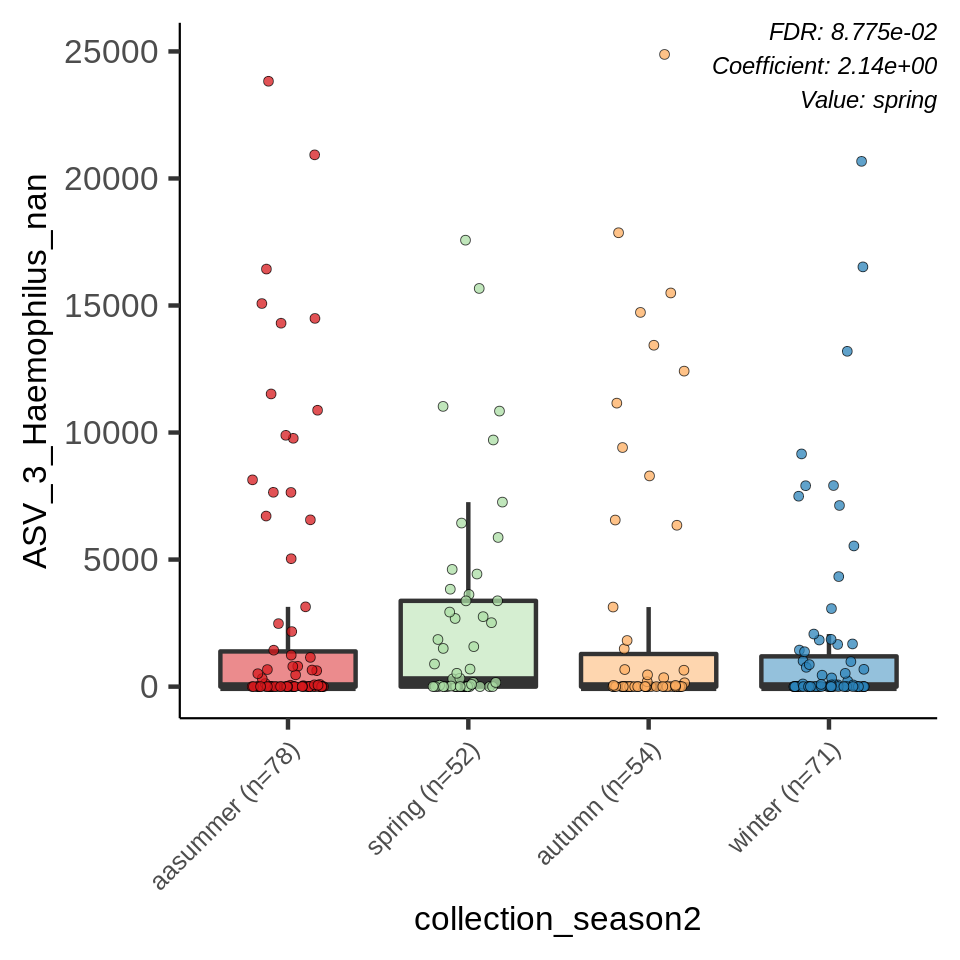 FDR: 8.775e-02
Coefficient: 2.14e+00
Value: spring
ASV_3_Haemophilus_nan
25000
20000
15000
10000
5000
0
aasummer (n=78)
spring (n=52)
autumn (n=54)
winter (n=71)
collection_season2